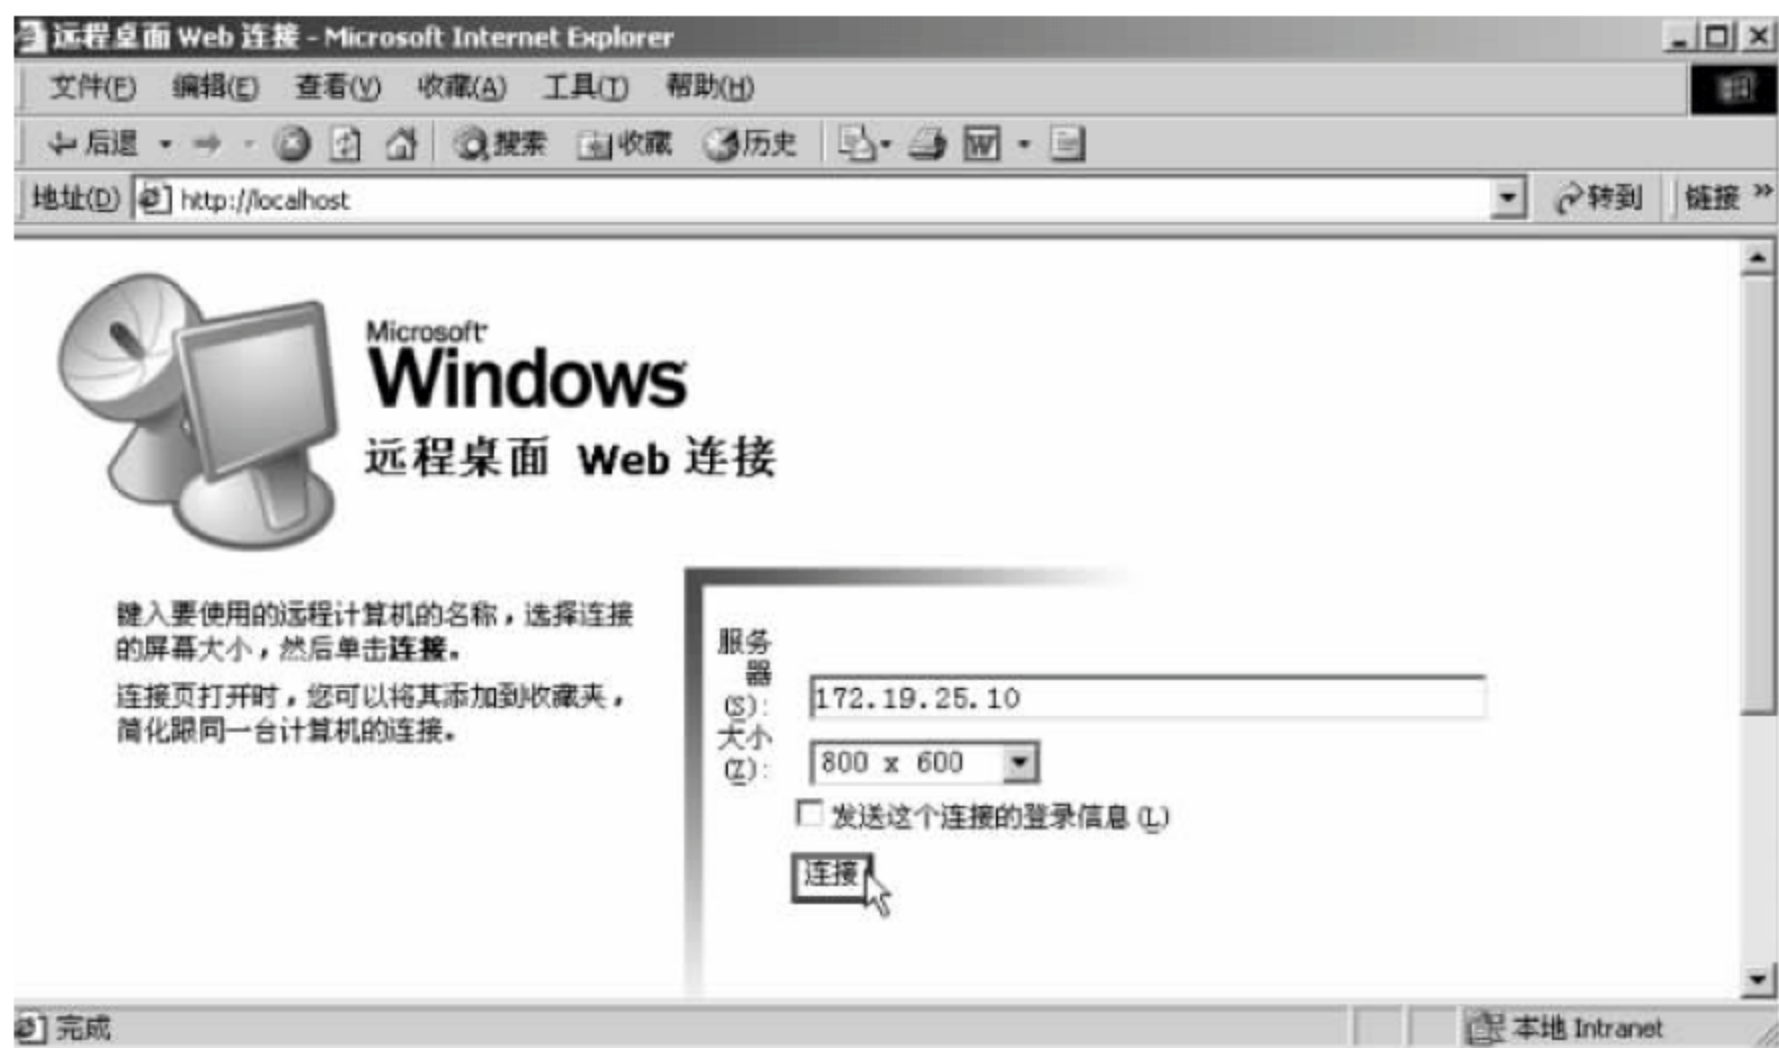 远程桌面 Web 连接 - Microsoft Internet Explorer
文件(F) 编辑(E) 查看(V) 收藏(A) 工具(T) 帮助(H)
后退 搜索 收藏 历史
地址(D) http://localhost 转到 链接 »
Microsoft
Windows
远程桌面 Web 连接
键入要使用的远程计算机的名称，选择连接
的屏幕大小，然后单击连接。
连接页打开时，您可以将其添加到收藏夹，
简化跟同一台计算机的连接。
服务
器
(S): 172.19.25.10
大小
(Z): 800 x 600
发送这个连接的登录信息(L)
连接
完成 本地 Intranet